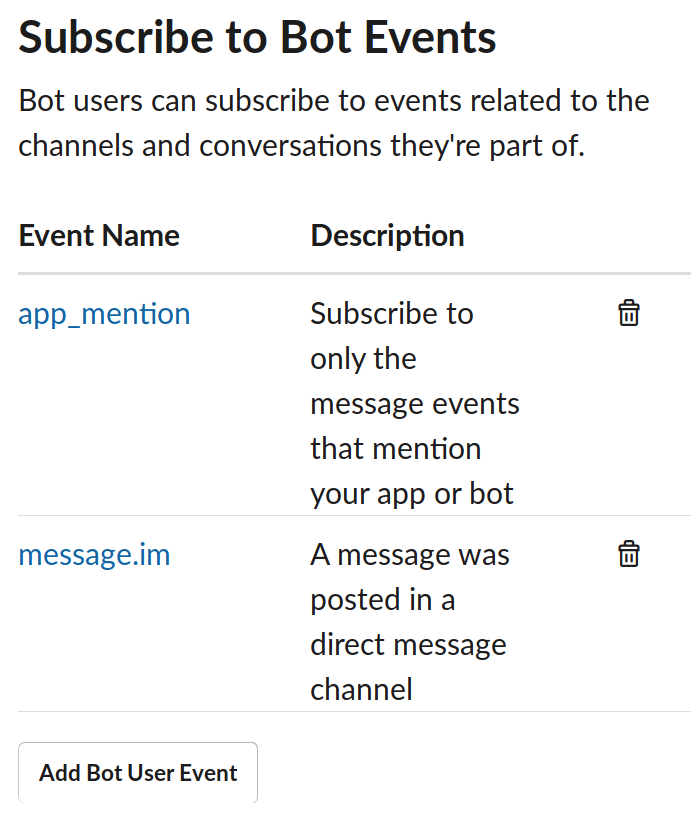 Subscribe to Bot Events
Bot users can subscribe to events related to the
channels and conversations they're part of.
Event Name Description
app_mention Subscribe to
only the
message events
that mention
your app or bot
message.im A message was
posted in a
direct message
channel
Add Bot User Event